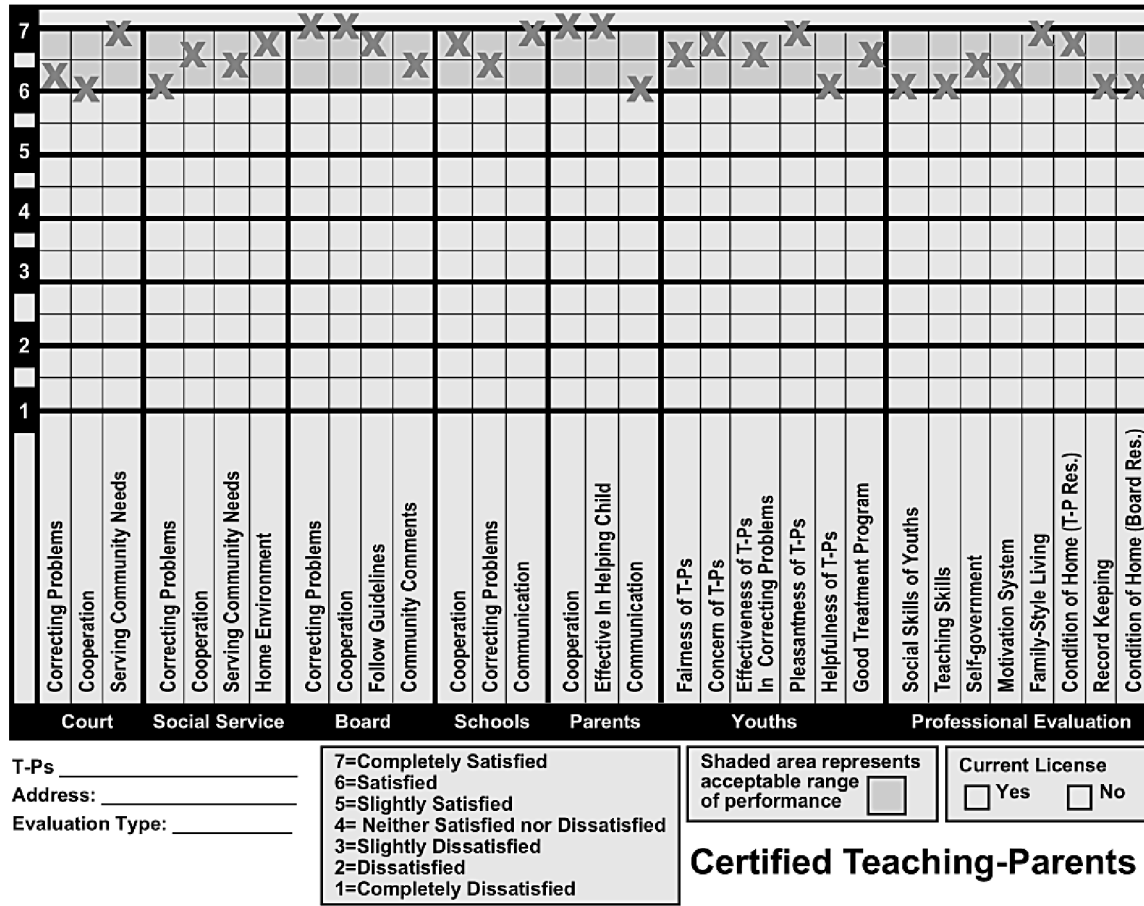 7
6
5
4
3
2
1
Correcting Problems
Cooperation
Serving Community Needs
Correcting Problems
Cooperation
Serving Community Needs
Home Environment
Correcting Problems
Cooperation
Follow Guidelines
Community Comments
Cooperation
Correcting Problems
Communication
Cooperation
Effective In Helping Child
Communication
Fairness of T-Ps
Concern of T-Ps
Effectiveness of T-Ps
In Correcting Problems
Pleasantness of T-Ps
Helpfulness of T-Ps
Good Treatment Program
Social Skills of Youths
Teaching Skills
Self-government
Motivation System
Family-Style Living
Condition of Home (T-P Res.)
Record Keeping
Condition of Home (Board Res.)
Court Social Service Board Schools Parents Youths Professional Evaluation
T-Ps
Address:
Evaluation Type:
7=Completely Satisfied
6=Satisfied
5=Slightly Satisfied
4= Neither Satisfied nor Dissatisfied
3=Slightly Dissatisfied
2=Dissatisfied
1=Completely Dissatisfied
Shaded area represents
acceptable range
of performance
Current License
Yes No
Certified Teaching-Parents